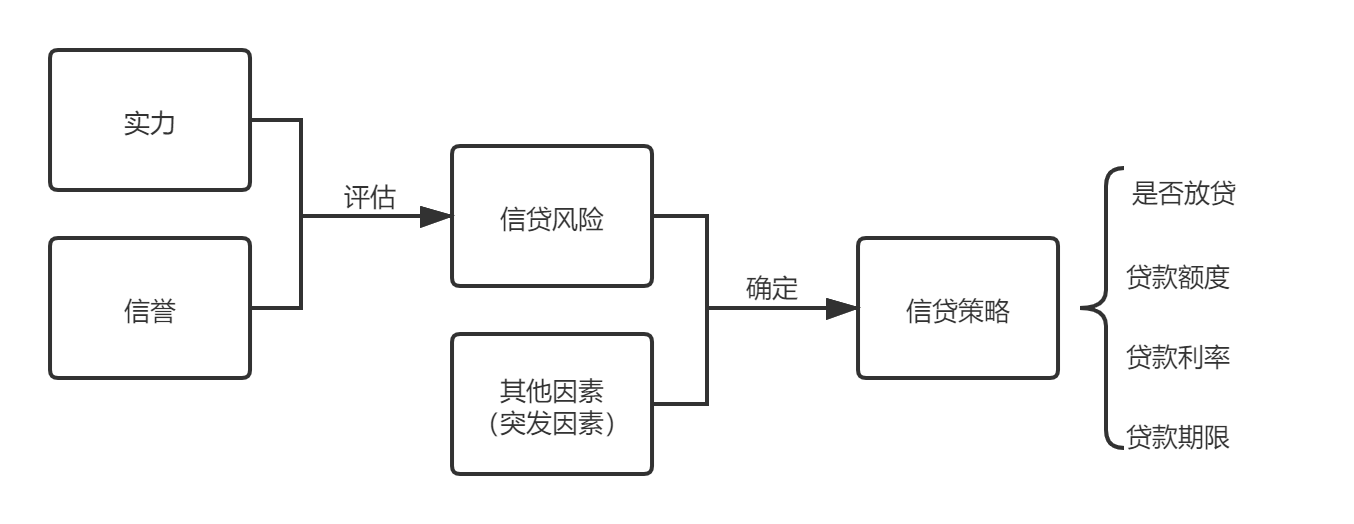 实力
信誉
评估
信贷风险
其他因素
（突发因素）
确定
信贷策略
是否放贷
贷款额度
贷款利率
贷款期限